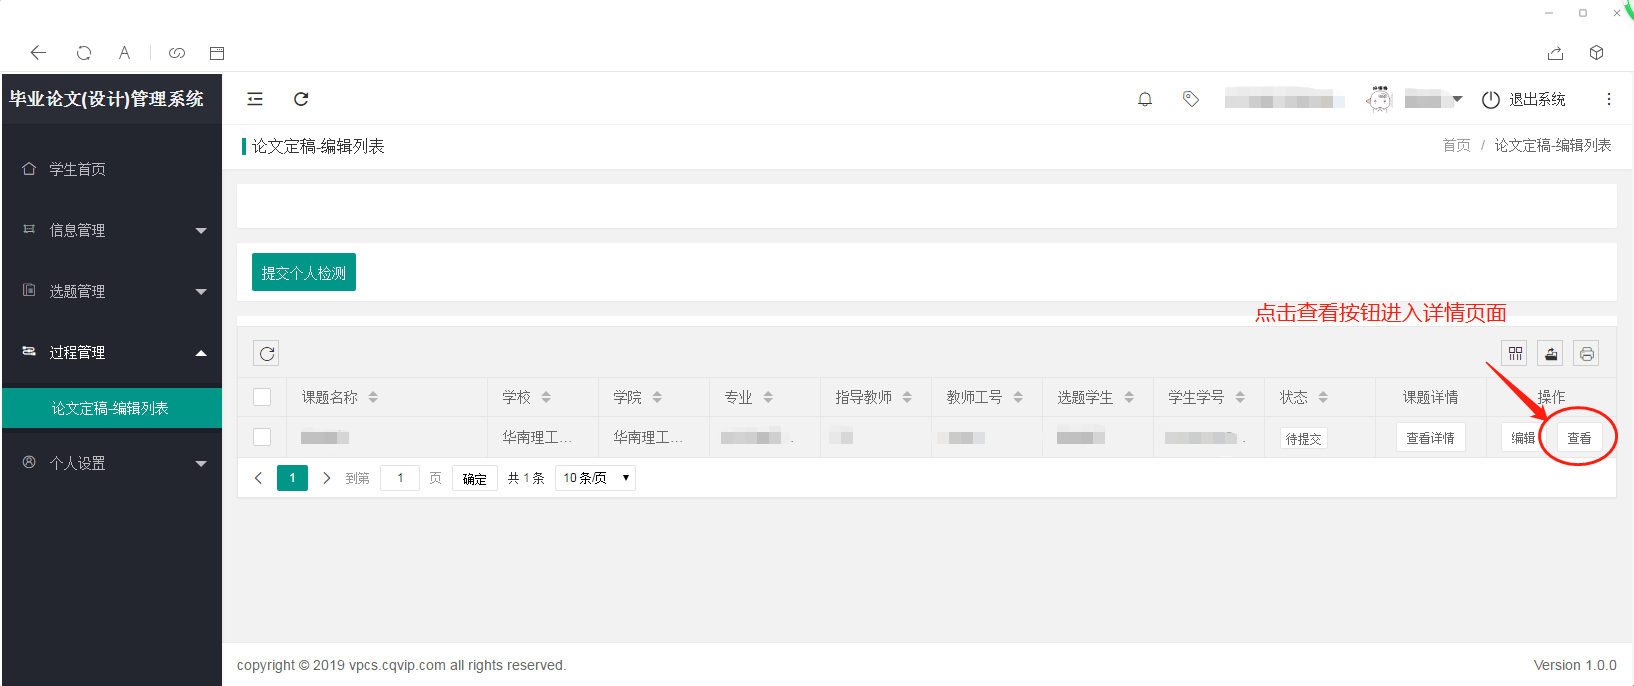 毕业论文(设计)管理系统
退出系统
论文定稿-编辑列表
首页 / 论文定稿-编辑列表
学生首页
信息管理
选题管理
过程管理
论文定稿-编辑列表
个人设置
提交个人检测
点击查看按钮进入详情页面
课题名称 学校 学院 专业 指导教师 教师工号 选题学生 学生学号 状态 课题详情 操作
华南理工... 华南理工... 待提交 查看详情 编辑 查看
1 到第 1 页 确定 共 1 条 10 条/页
copyright © 2019 vpcs.cqvip.com all rights reserved.
Version 1.0.0